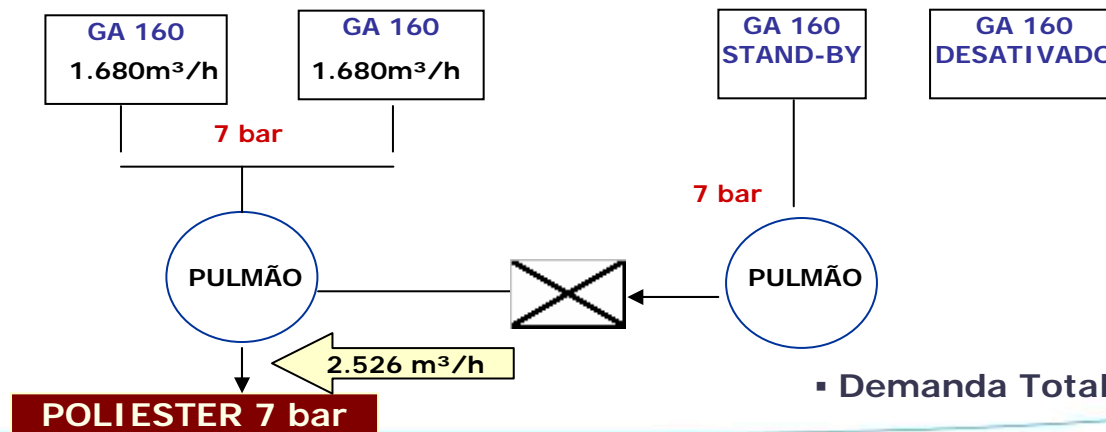 GA 160
1.680m³/h
GA 160
1.680m³/h
GA 160
STAND-BY
GA 160
DESATIVADO
7 bar
7 bar
PULMÃO
PULMÃO
2.526 m³/h
▪ Demanda Total
POLIESTER 7 bar